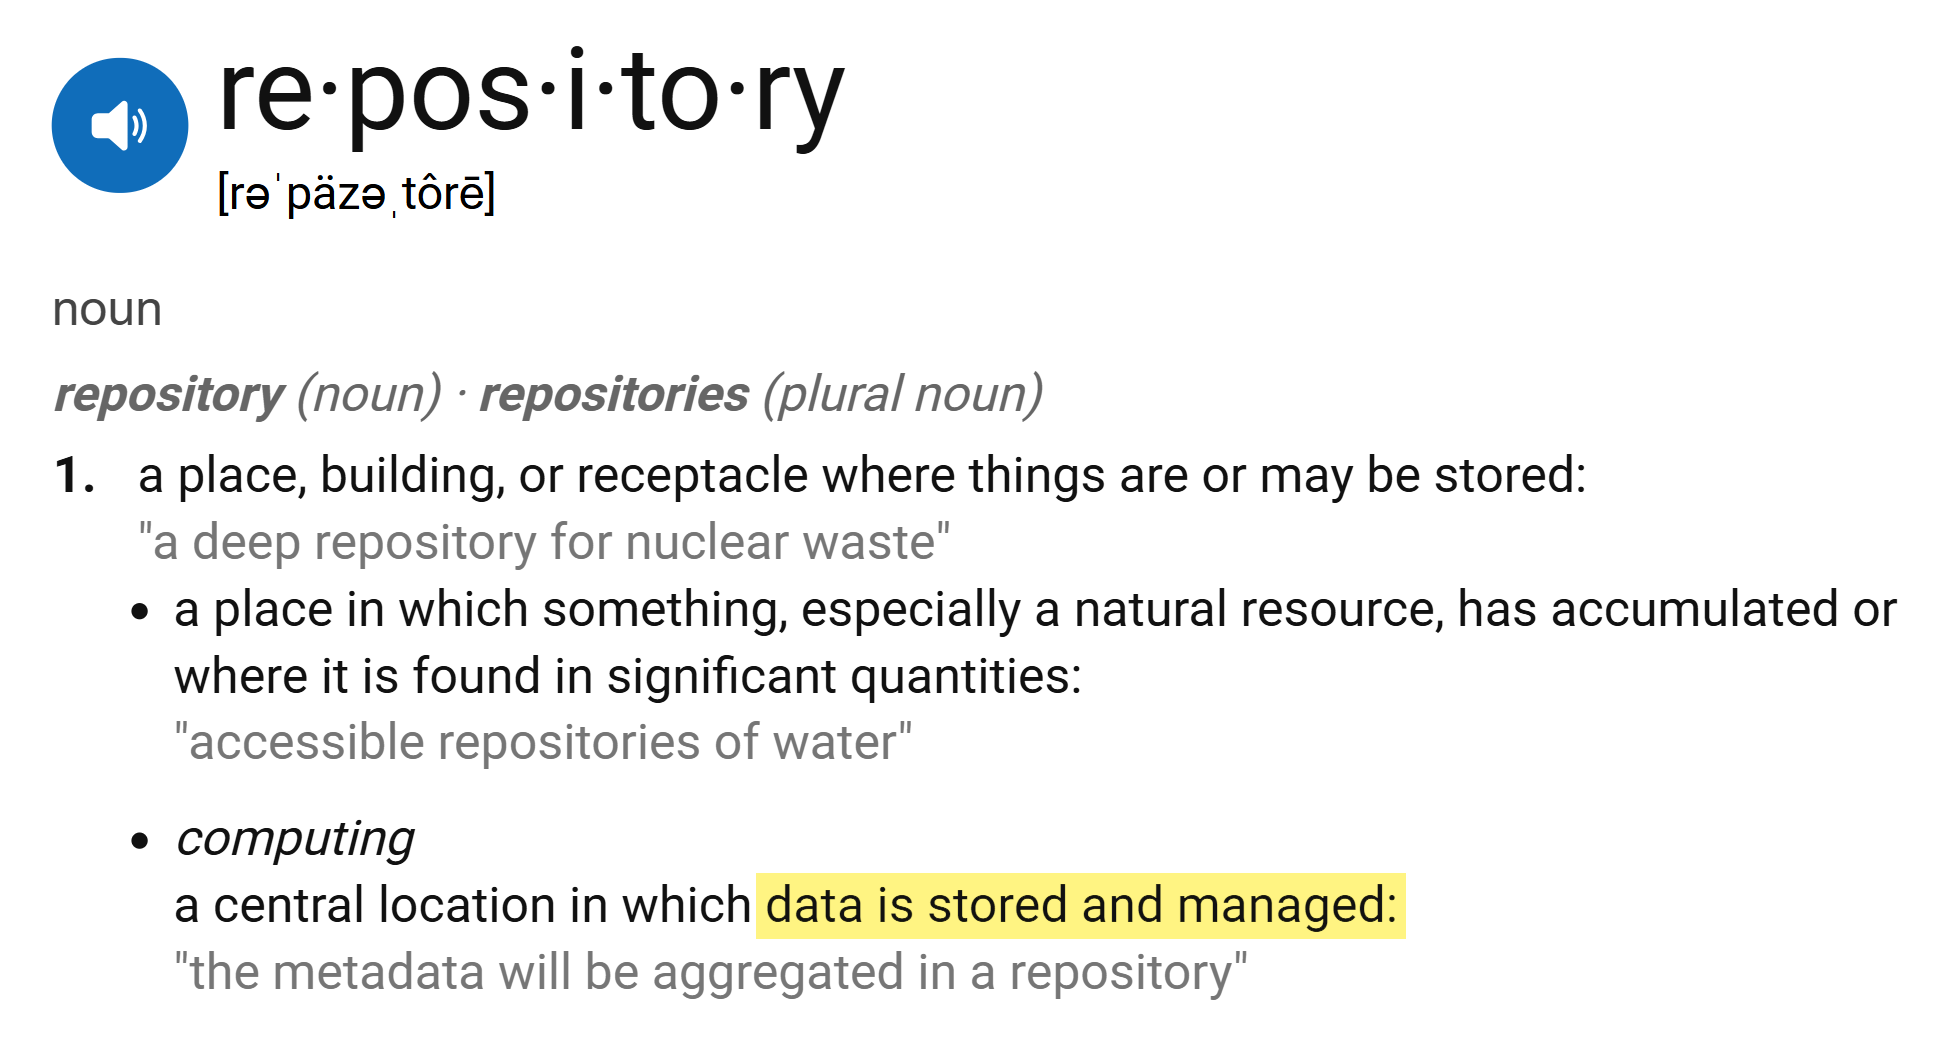 re·pos·i·to·ry
[rəˈpäzəˌtôrē]
noun
repository (noun) · repositories (plural noun)
1. a place, building, or receptacle where things are or may be stored:
"a deep repository for nuclear waste"
• a place in which something, especially a natural resource, has accumulated or
where it is found in significant quantities:
"accessible repositories of water"
• computing
a central location in which data is stored and managed:
"the metadata will be aggregated in a repository"